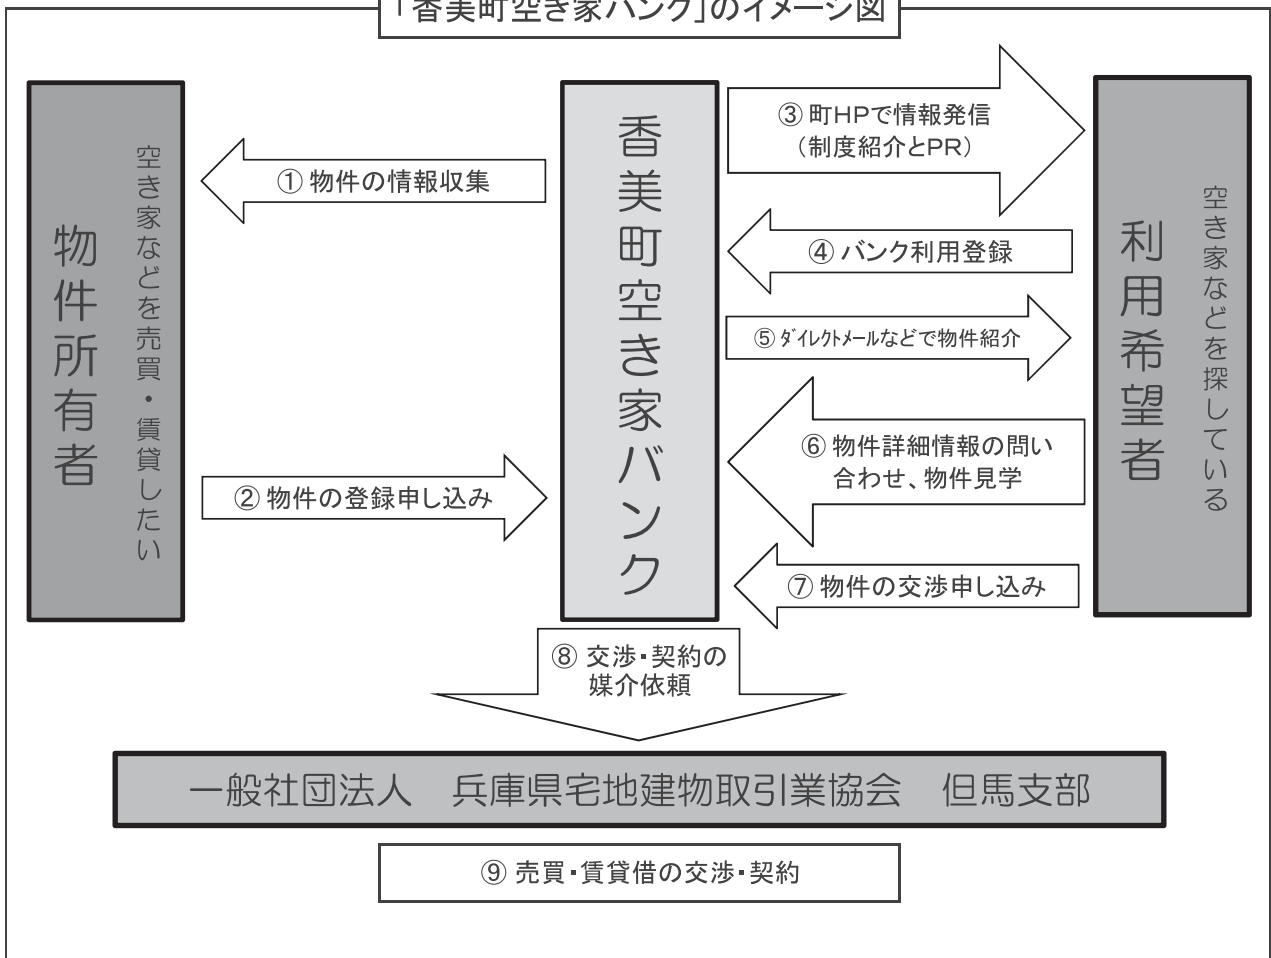 「香美町空き家バンク」のイメージ図
物件所有者
空き家などを売買・賃貸したい
① 物件の情報収集
② 物件の登録申し込み
香美町空き家バンク
③ 町HPで情報発信
（制度紹介とPR）
④ バンク利用登録
⑤ ﾀﾞｲﾚｸﾄﾒｰﾙなどで物件紹介
⑥ 物件詳細情報の問い
合わせ、物件見学
⑦ 物件の交渉申し込み
利用希望者
空き家などを探している
⑧ 交渉・契約の
媒介依頼
一般社団法人　兵庫県宅地建物取引業協会　但馬支部
⑨ 売買・賃貸借の交渉・契約